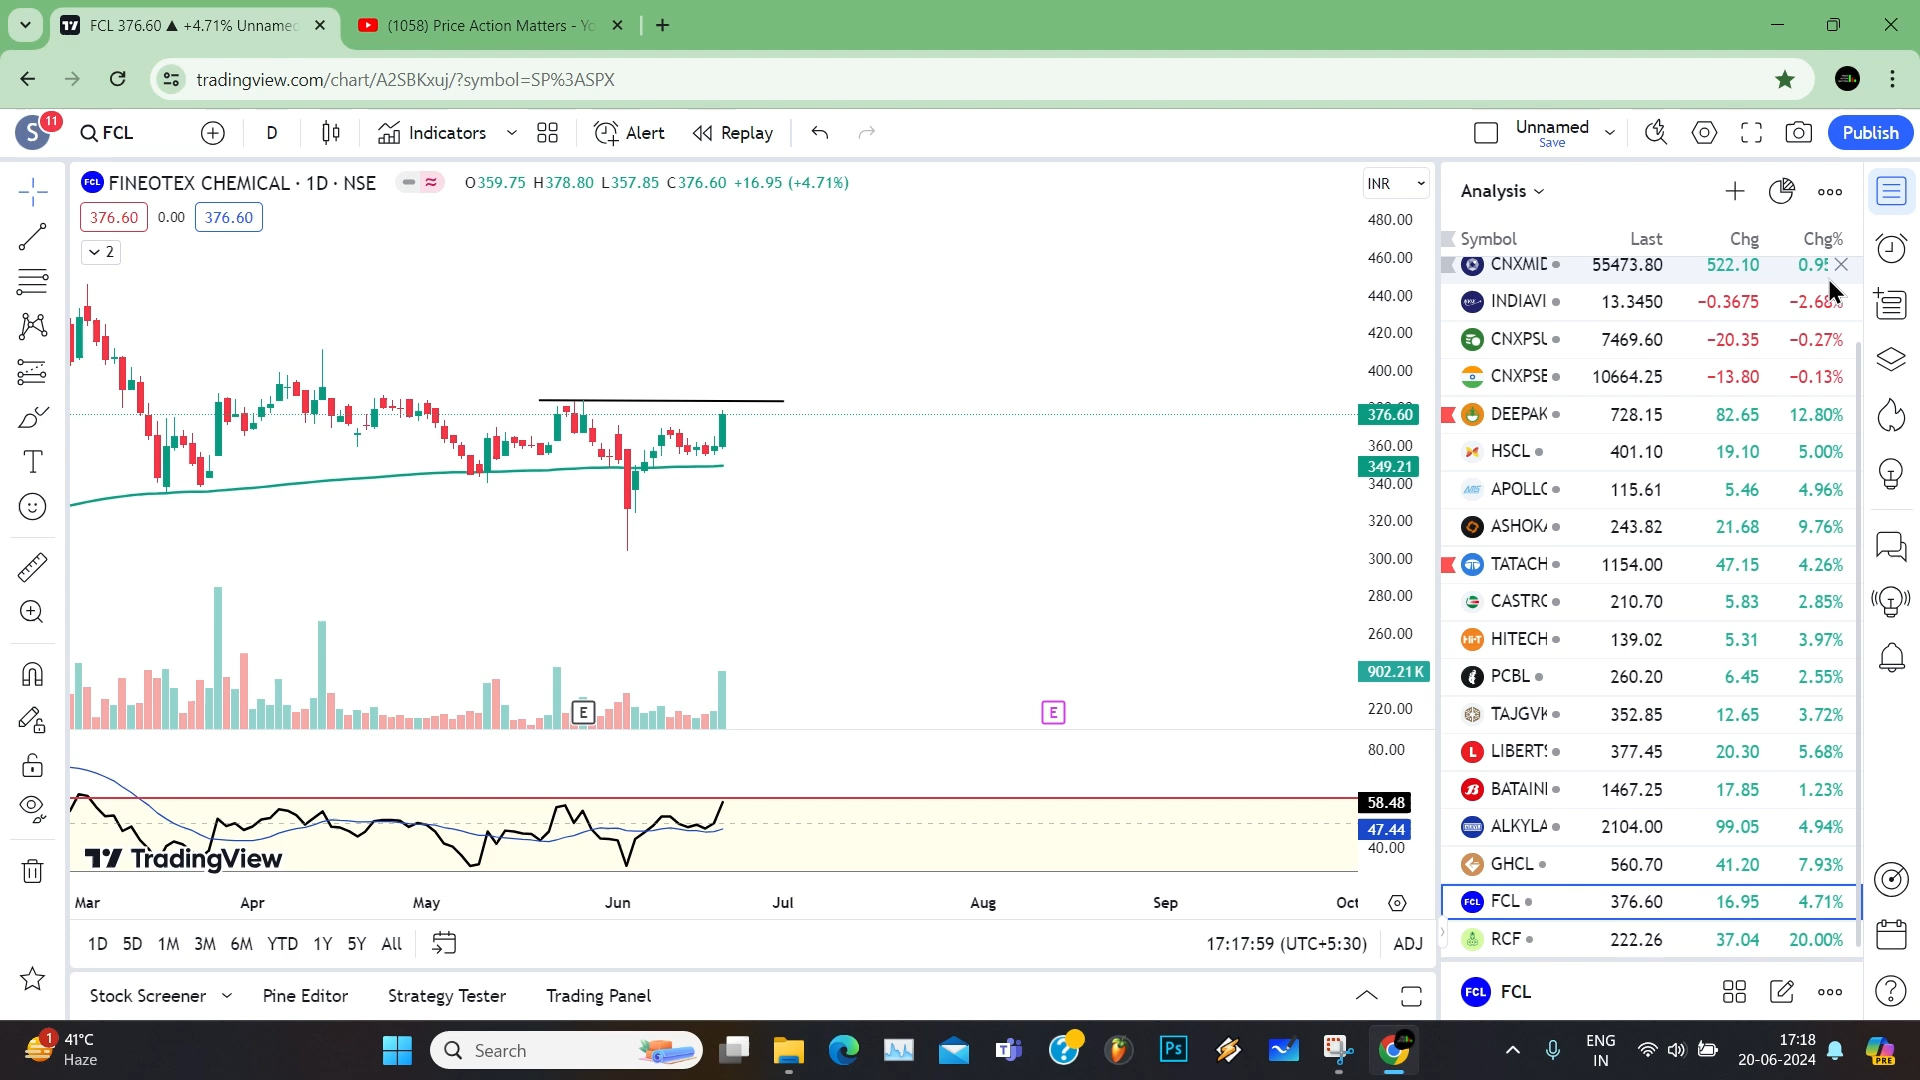 FCL 376.60 ▲ +4.71% Unnamed
(1058) Price Action Matters - Yo
tradingview.com/chart/A2SBKxuj/?symbol=SP%3ASPX
S 11 FCL D Indicators Alert Replay Unnamed Save Publish
FCL FINEOTEX CHEMICAL · 1D · NSE O359.75 H378.80 L357.85 C376.60 +16.95 (+4.71%)
376.60 0.00 376.60
2
INR
480.00
460.00
440.00
420.00
400.00
376.60
360.00
349.21
340.00
320.00
300.00
280.00
260.00
902.21K
220.00
E E
80.00
58.48
47.44
40.00
TradingView
Mar Apr May Jun Jul Aug Sep Oct
1D 5D 1M 3M 6M YTD 1Y 5Y All 17:17:59 (UTC+5:30) ADJ
Stock Screener Pine Editor Strategy Tester Trading Panel
Analysis
Symbol Last Chg Chg%
CNXMID 55473.80 522.10 0.95
INDIAVI 13.3450 −0.3675 −2.68%
CNXPSU 7469.60 −20.35 −0.27%
CNXPSE 10664.25 −13.80 −0.13%
DEEPAK 728.15 82.65 12.80%
HSCL 401.10 19.10 5.00%
APOLLO 115.61 5.46 4.96%
ASHOKA 243.82 21.68 9.76%
TATACH 1154.00 47.15 4.26%
CASTRO 210.70 5.83 2.85%
Hi-T HITECH 139.02 5.31 3.97%
PCBL 260.20 6.45 2.55%
TAJGVK 352.85 12.65 3.72%
L LIBERTS 377.45 20.30 5.68%
B BATAINI 1467.25 17.85 1.23%
ALKYLA 2104.00 99.05 4.94%
GHCL 560.70 41.20 7.93%
FCL FCL 376.60 16.95 4.71%
RCF 222.26 37.04 20.00%
FCL FCL
1 41°C
Haze
Search
Ps
ENG
IN
17:18
20-06-2024
PRE